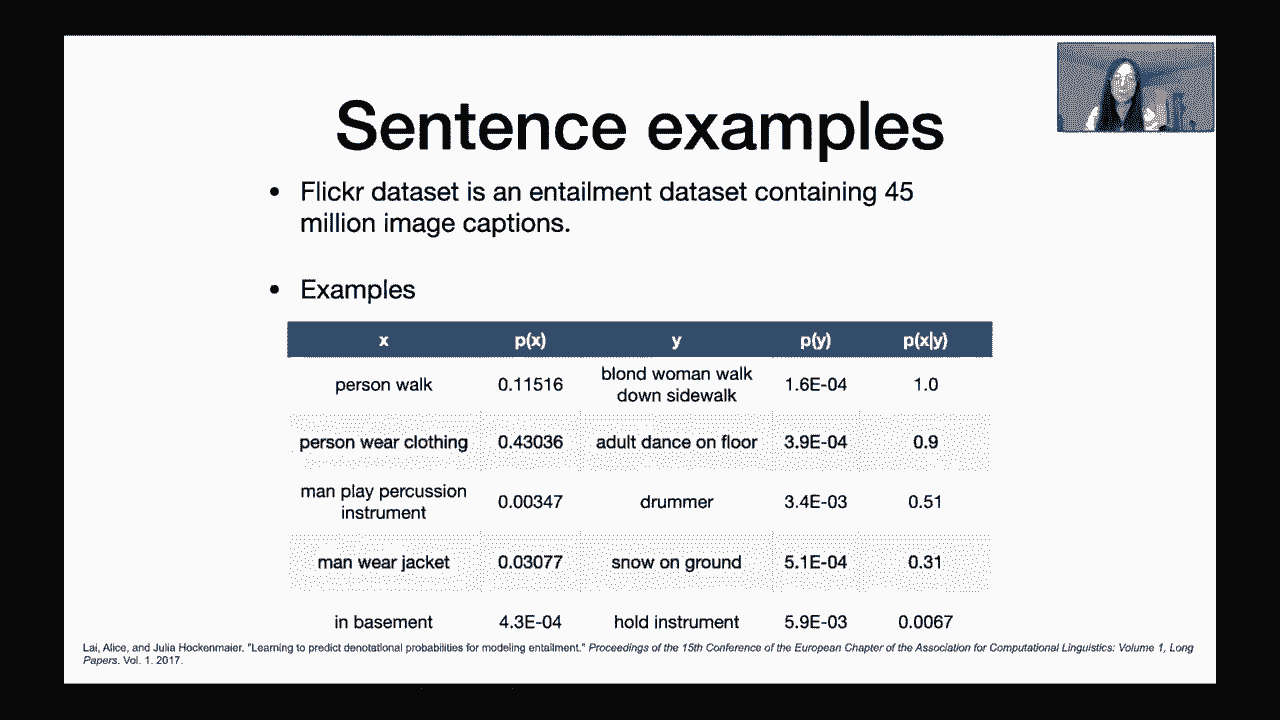 Sentence examples
• Flickr dataset is an entailment dataset containing 45
million image captions.
• Examples
x p(x) y p(y) p(x|y)
person walk 0.11516 blond woman walk down sidewalk 1.6E-04 1.0
person wear clothing 0.43036 adult dance on floor 3.9E-04 0.9
man play percussion instrument 0.00347 drummer 3.4E-03 0.51
man wear jacket 0.03077 snow on ground 5.1E-04 0.31
in basement 4.3E-04 hold instrument 5.9E-03 0.0067
Lai, Alice, and Julia Hockenmaier. "Learning to predict denotational probabilities for modeling entailment." Proceedings of the 15th Conference of the European Chapter of the Association for Computational Linguistics: Volume 1, Long
Papers. Vol. 1. 2017.